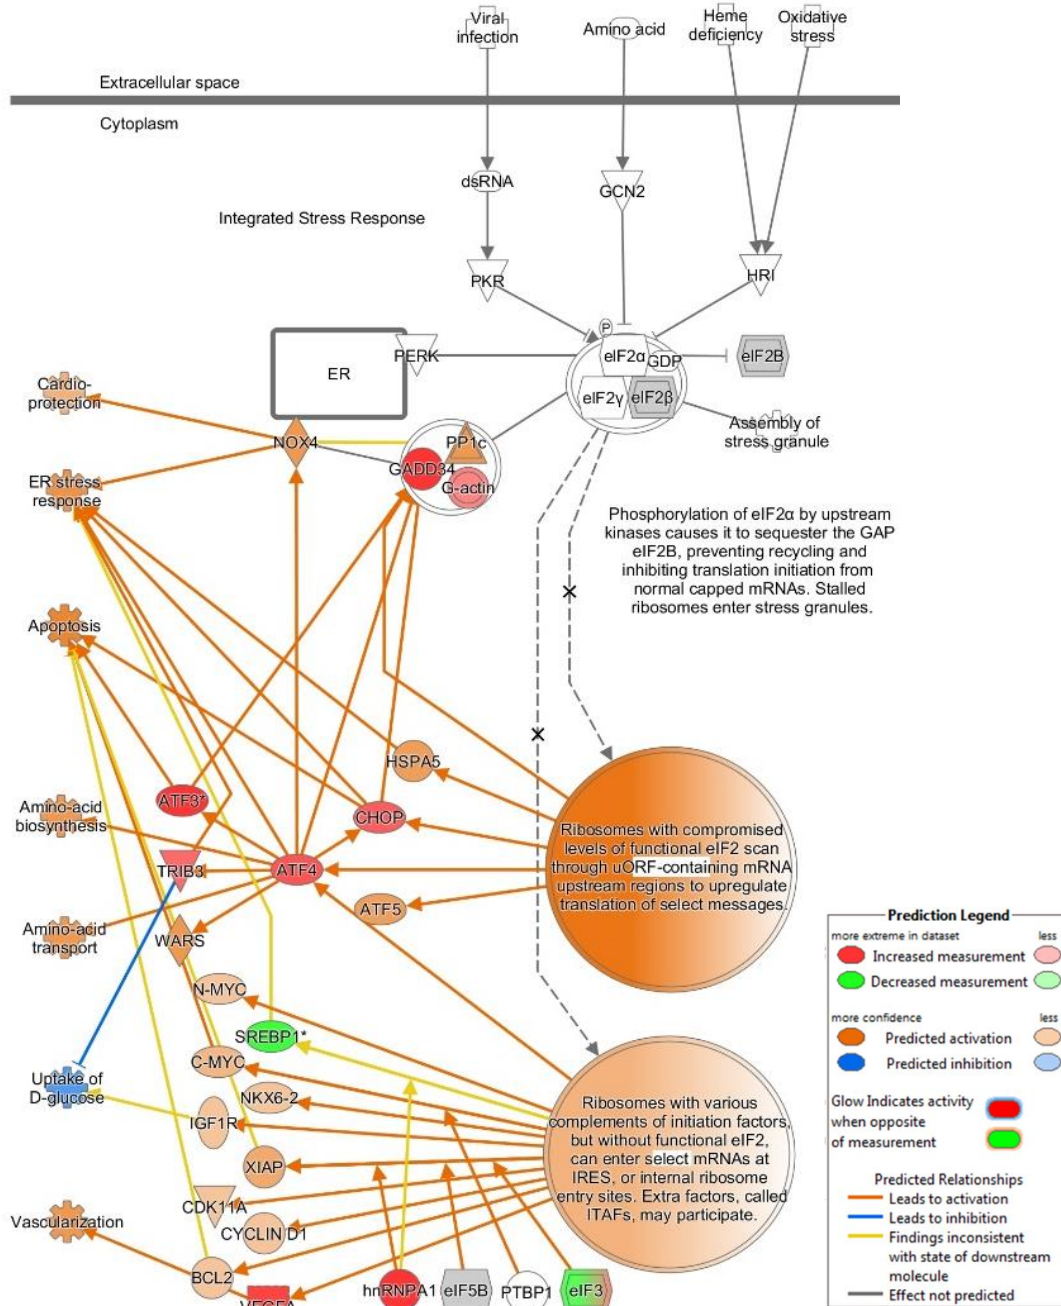 Viral
infection
Amino acid
Heme
deficiency
Oxidative
stress
Extracellular space
Cytoplasm
dsRNA
GCN2
Integrated Stress Response
PKR
HRI
P
PERK
eIF2α
GDP
eIF2B
ER
Cardio-
protection
eIF2γ
eIF2β
Assembly of
stress granule
NOX4
PP1c
GADD34
G-actin
ER stress
response
Phosphorylation of eIF2α by upstream
kinases causes it to sequester the GAP
eIF2B, preventing recycling and
inhibiting translation initiation from
normal capped mRNAs. Stalled
ribosomes enter stress granules.
Apoptosis
HSPA5
ATF3*
CHOP
Amino-acid
biosynthesis
Ribosomes with compromised
levels of functional eIF2 scan
through uORF-containing mRNA
upstream regions to upregulate
translation of select messages.
TRIB3
ATF4
ATF5
Amino-acid
transport
WARS
N-MYC
SREBP1*
C-MYC
Uptake of
D-glucose
NKX6-2
IGF1R
Ribosomes with various
complements of initiation factors,
but without functional eIF2,
can enter select mRNAs at
IRES, or internal ribosome
entry sites. Extra factors, called
ITAFs, may participate.
XIAP
CDK11A
Vascularization
CYCLIN D1
BCL2
VEGFA
hnRNPA1
eIF5B
PTBP1
eIF3
Prediction Legend
more extreme in dataset less
Increased measurement
Decreased measurement
more confidence less
Predicted activation
Predicted inhibition
Glow Indicates activity
when opposite
of measurement
Predicted Relationships
Leads to activation
Leads to inhibition
Findings inconsistent
with state of downstream
molecule
Effect not predicted